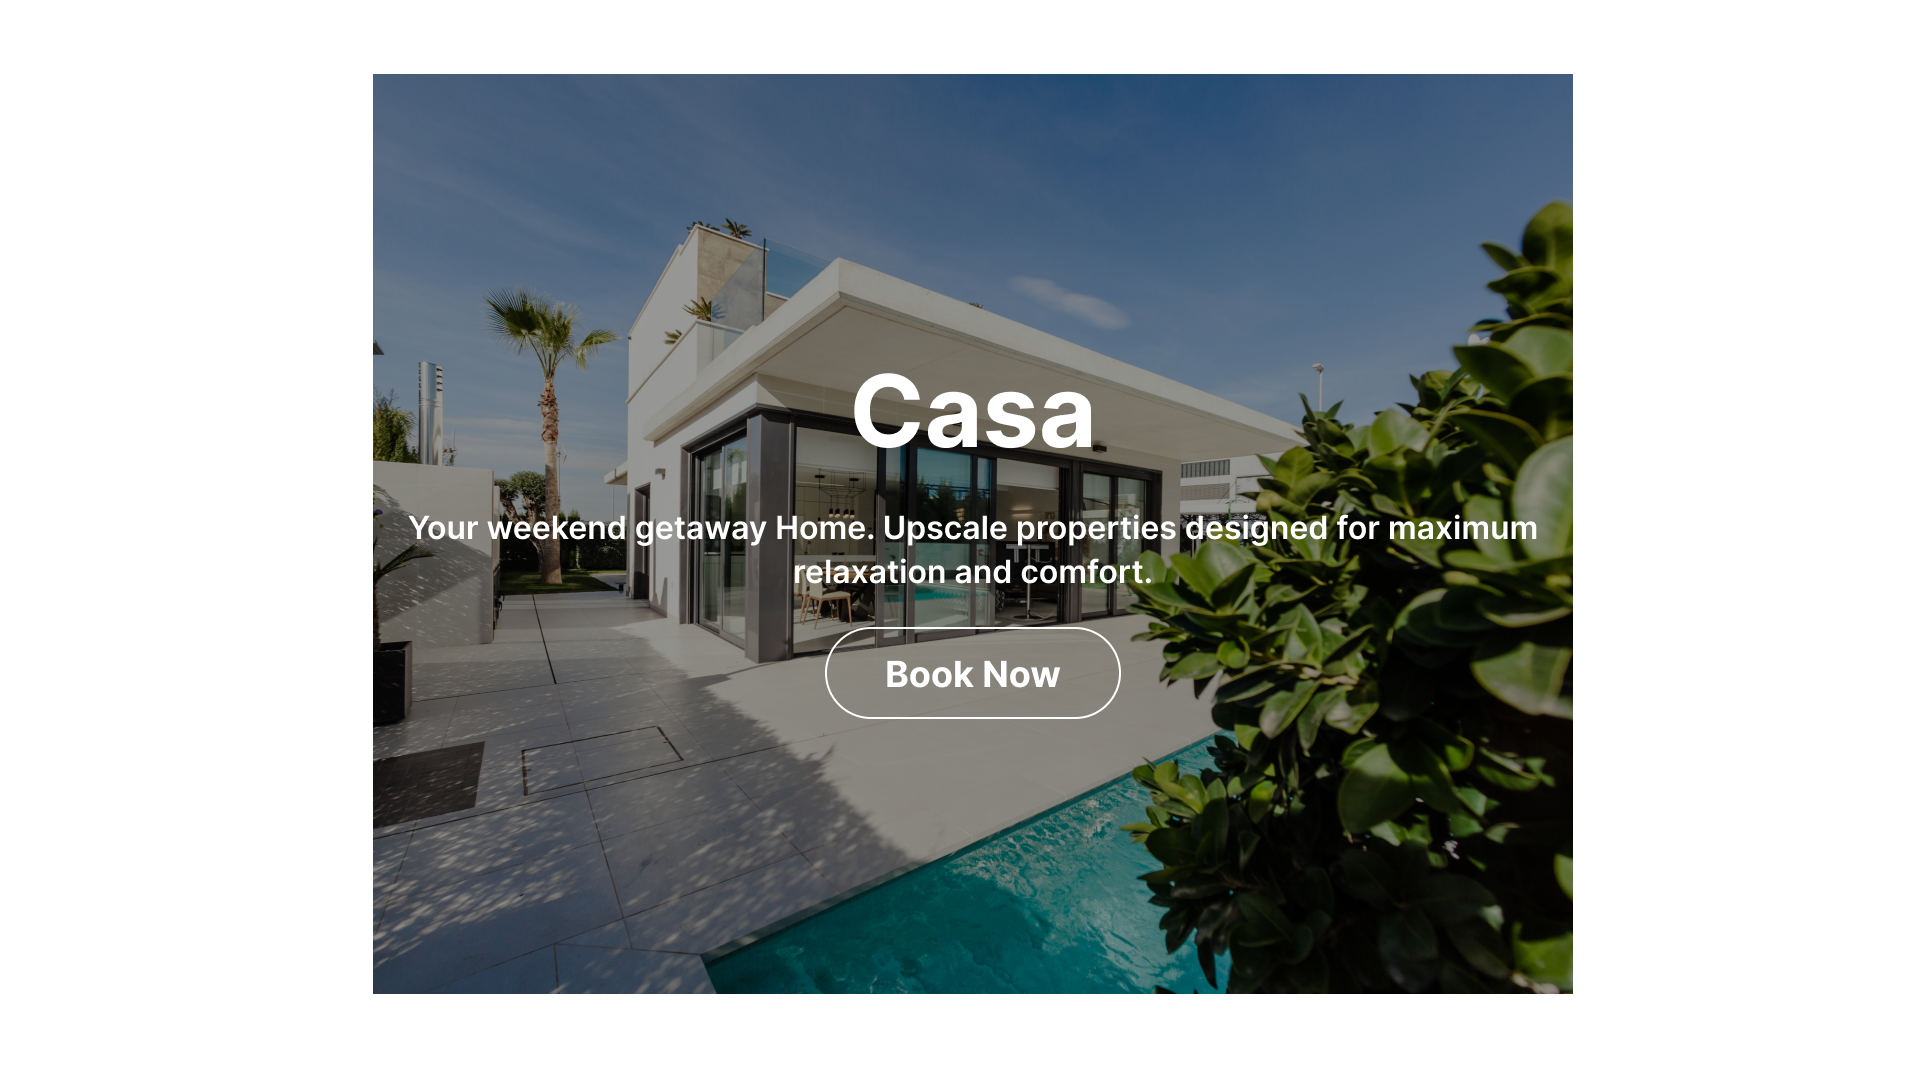 Casa
Your weekend getaway Home. Upscale properties designed for maximum
relaxation and comfort.
Book Now